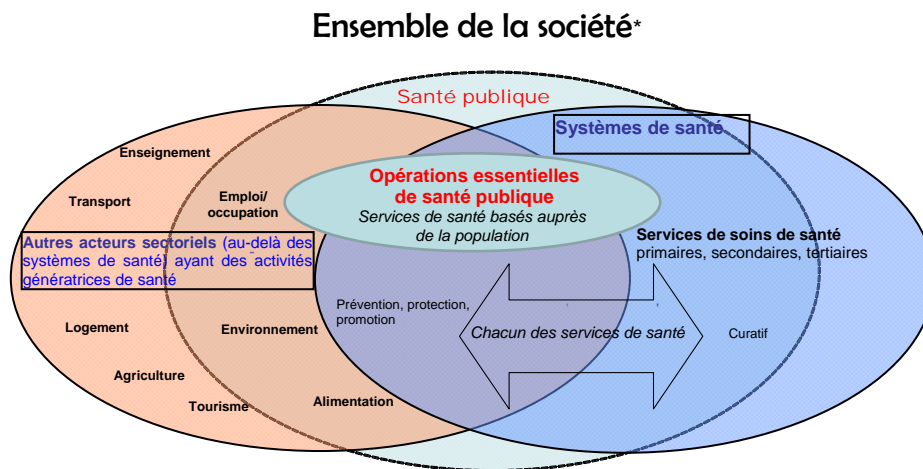 Ensemble de la société*
Santé publique
Systèmes de santé
Enseignement
Opérations essentielles
de santé publique
Services de santé basés auprès
de la population
Transport
Emploi/
occupation
Autres acteurs sectoriels (au-delà des
systèmes de santé) ayant des activités
génératrices de santé
Services de soins de santé
primaires, secondaires, tertiaires
Prévention, protection,
promotion
, ,
Chacun des services de santé
Curatif
Logement
Environnement
Agriculture
Tourisme
Alimentation